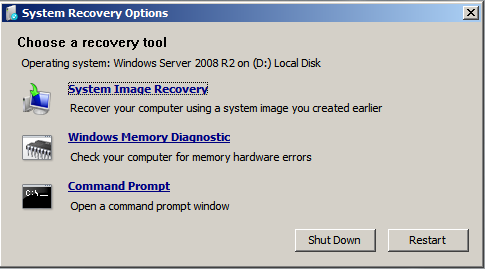 System Recovery Options
Choose a recovery tool
Operating system: Windows Server 2008 R2 on (D:) Local Disk
System Image Recovery
Recover your computer using a system image you created earlier
Windows Memory Diagnostic
Check your computer for memory hardware errors
C:\_
Command Prompt
Open a command prompt window
Shut Down
Restart